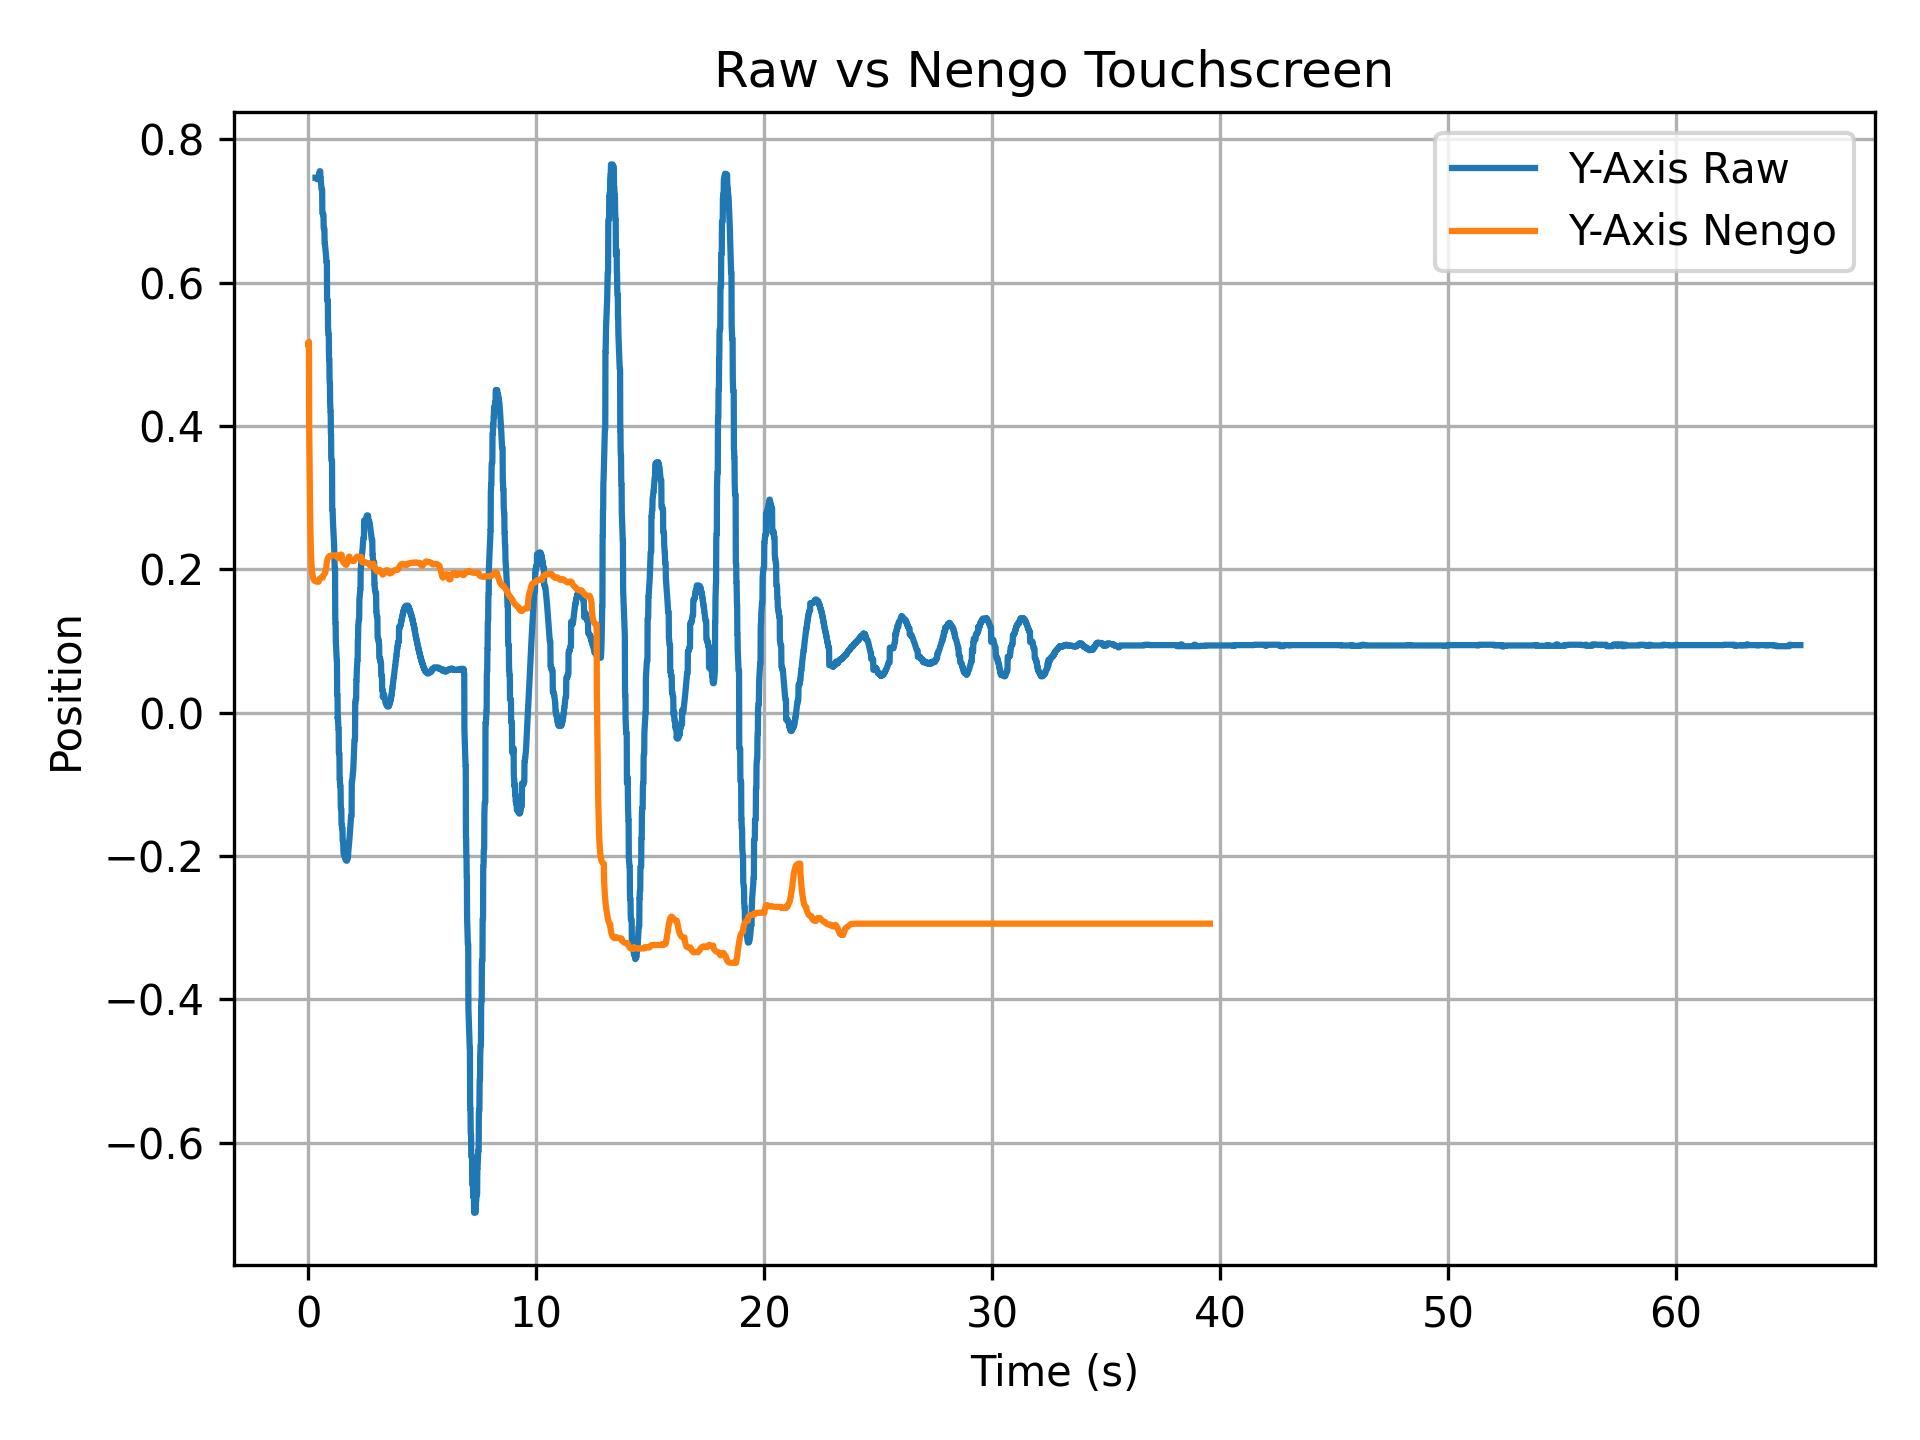 Raw vs Nengo Touchscreen
Y-Axis Raw
Y-Axis Nengo
Position
0.8
0.6
0.4
0.2
0.0
−0.2
−0.4
−0.6
0 10 20 30 40 50 60
Time (s)